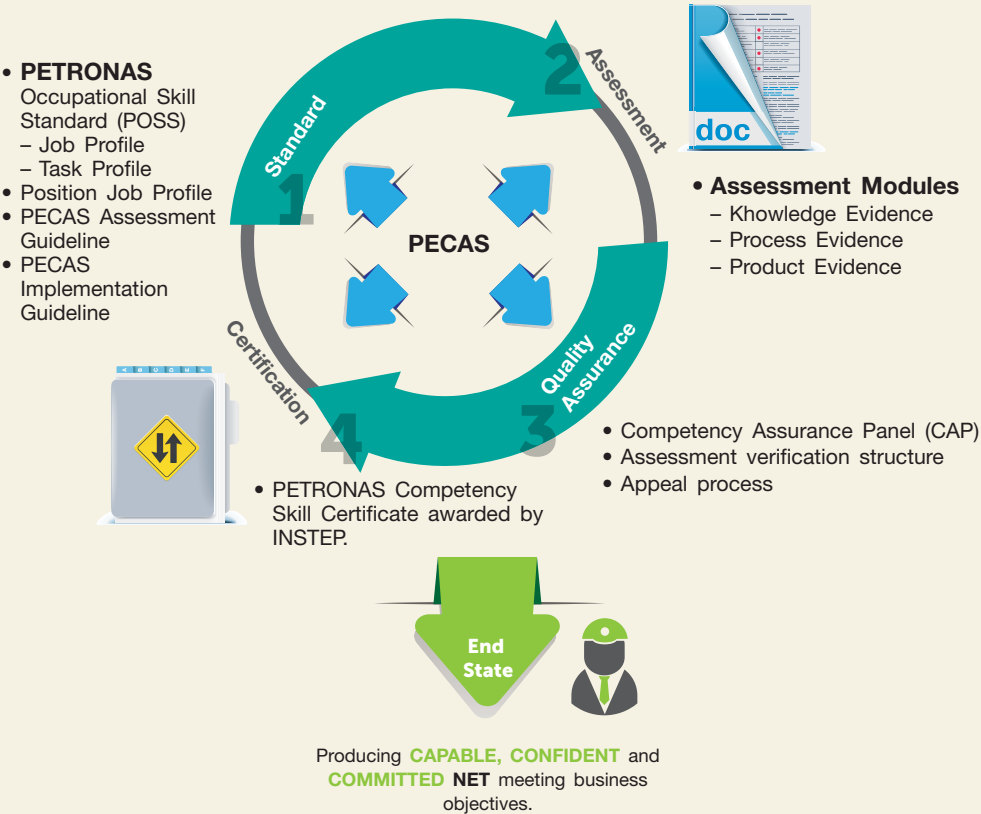 • PETRONAS
Occupational Skill
Standard (POSS)
– Job Profile
– Task Profile
• Position Job Profile
• PECAS Assessment
Guideline
• PECAS
Implementation
Guideline
1
Standard
2
Assessment
doc
• Assessment Modules
– Khowledge Evidence
– Process Evidence
– Product Evidence
PECAS
3
Quality
Assurance
• Competency Assurance Panel (CAP)
• Assessment verification structure
• Appeal process
4
Certification
• PETRONAS Competency
Skill Certificate awarded by
INSTEP.
End
State
Producing CAPABLE, CONFIDENT and
COMMITTED NET meeting business
objectives.